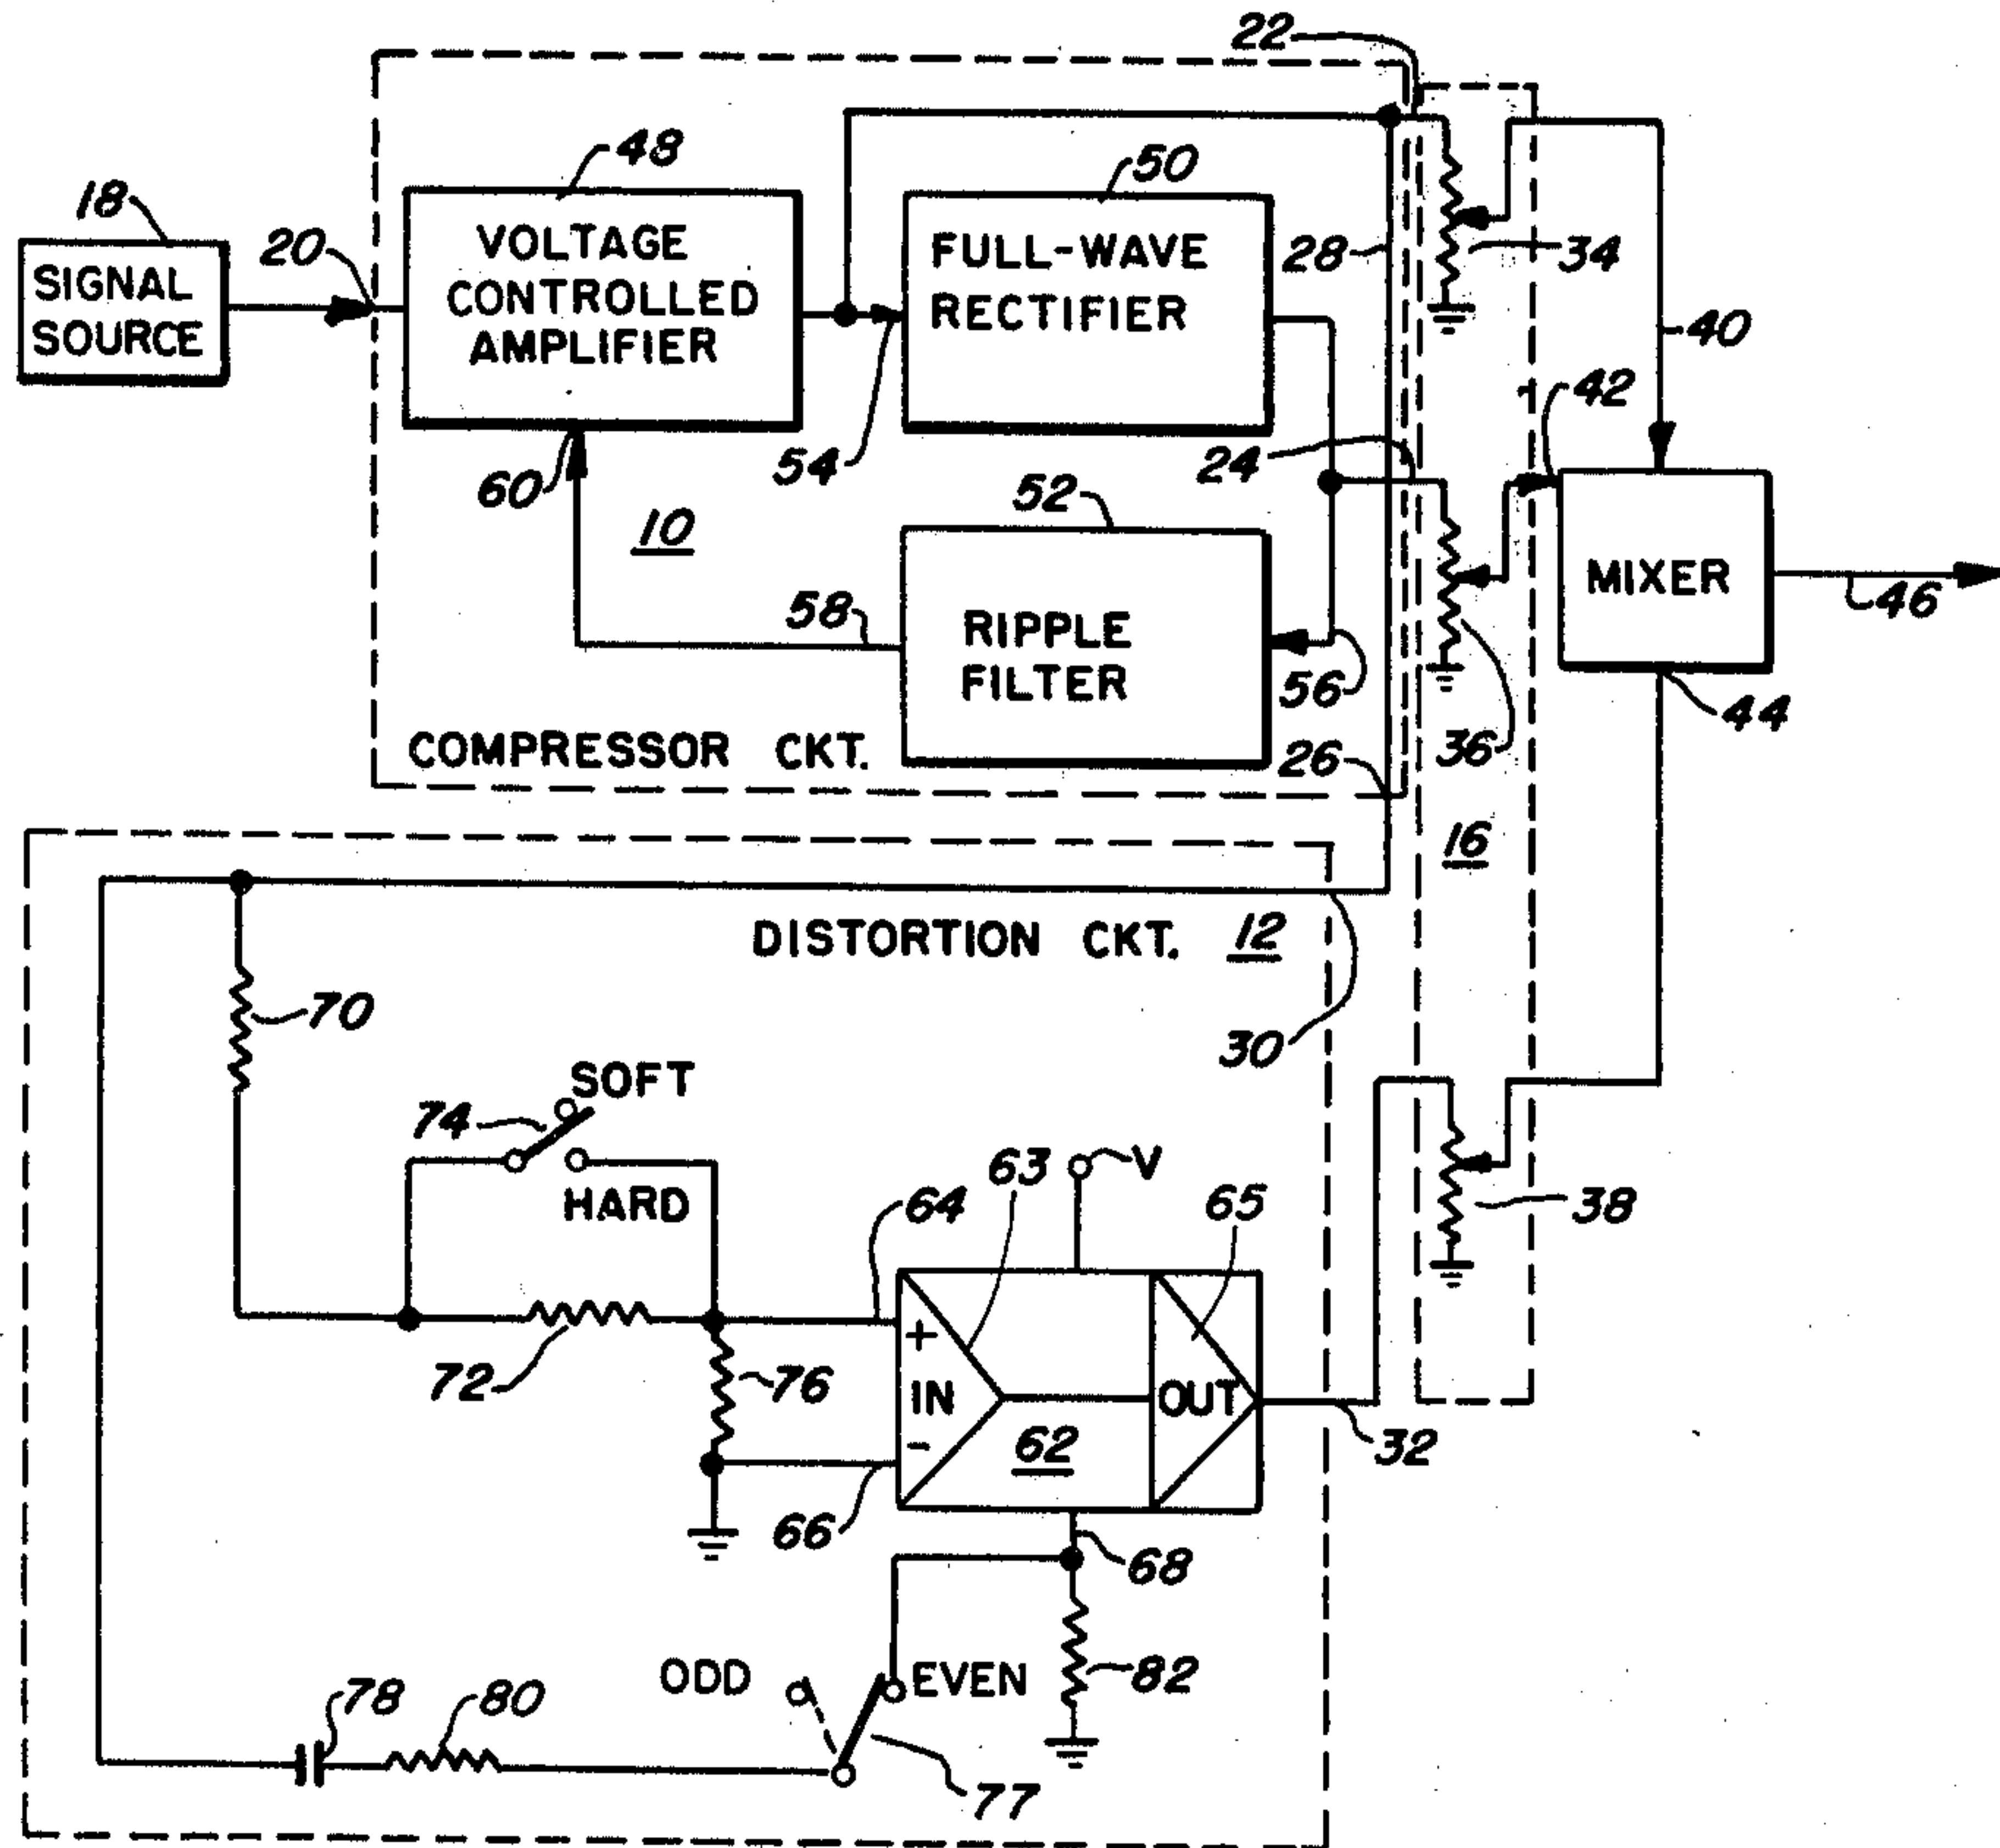 22
18
SIGNAL
SOURCE
20
48
VOLTAGE
CONTROLLED
AMPLIFIER
50
FULL-WAVE
RECTIFIER
28
34
40
42
54
60
24
10
52
RIPPLE
FILTER
58
56
36
MIXER
46
44
COMPRESSOR CKT.
26
16
DISTORTION CKT. 12
30
70
SOFT
74
HARD
63
V
64
65
38
72
76
+
IN
-
62
OUT
32
66
68
ODD
EVEN
82
78
80
77